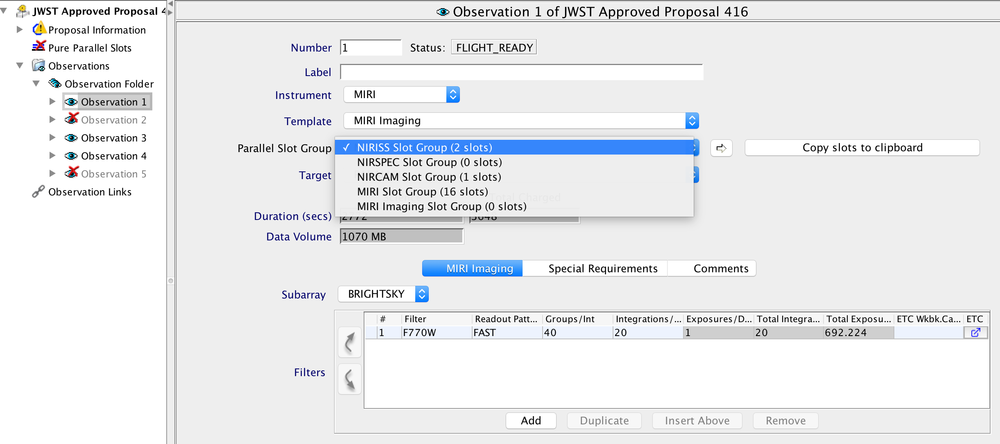 JWST Approved Proposal 4
Proposal Information
Pure Parallel Slots
Observations
Observation Folder
Observation 1
Observation 2
Observation 3
Observation 4
Observation 5
Observation Links
Observation 1 of JWST Approved Proposal 416
Number 1 Status: FLIGHT_READY
Label
Instrument MIRI
Template MIRI Imaging
Parallel Slot Group ✓ NIRISS Slot Group (2 slots) Copy slots to clipboard
NIRSPEC Slot Group (0 slots)
Target NIRCAM Slot Group (1 slots)
MIRI Slot Group (16 slots)
Science Total Charged
MIRI Imaging Slot Group (0 slots)
Duration (secs) 2772 3648
Data Volume 1070 MB
MIRI Imaging Special Requirements Comments
Subarray BRIGHTSKY
# Filter Readout Patt... Groups/Int Integrations/... Exposures/D... Total Integra... Total Exposu... ETC Wkbk.Ca... ETC
1 F770W FAST 40 20 1 20 692.224
Filters
Add Duplicate Insert Above Remove